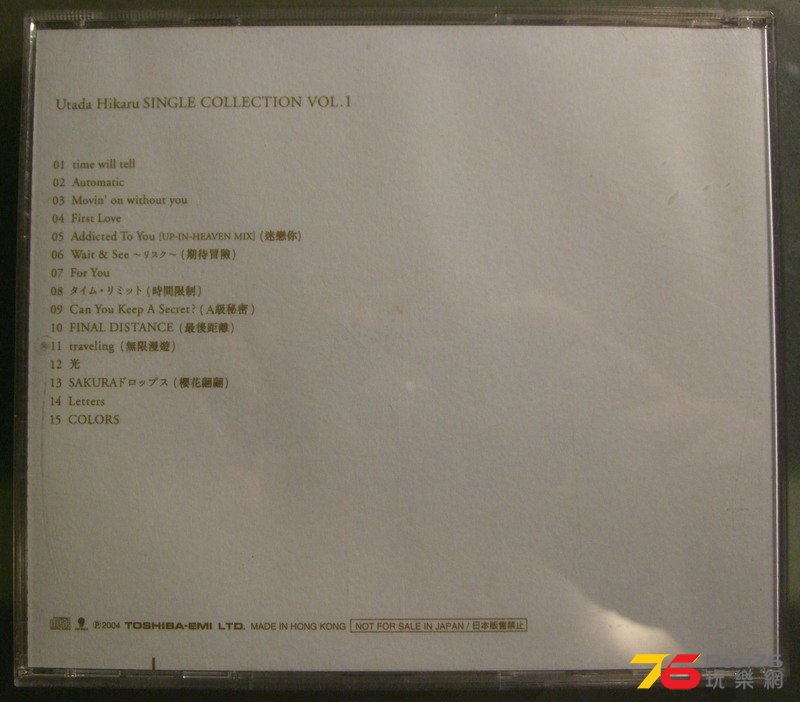 Utada Hikaru SINGLE COLLECTION VOL.1
01 time will tell
02 Automatic
03 Movin' on without you
04 First Love
05 Addicted To You [UP-IN-HEAVEN MIX] (迷戀你)
06 Wait & See ～リスク～ (期待冒險)
07 For You
08 タイム・リミット (時間限制)
09 Can You Keep A Secret? (A級秘密)
10 FINAL DISTANCE (最後距離)
11 traveling (無限漫遊)
12 光
13 SAKURAドロップス (櫻花翩翩)
14 Letters
15 COLORS
℗2004 TOSHIBA-EMI LTD. MADE IN HONG KONG NOT FOR SALE IN JAPAN / 日本販售禁止
76
玩樂網